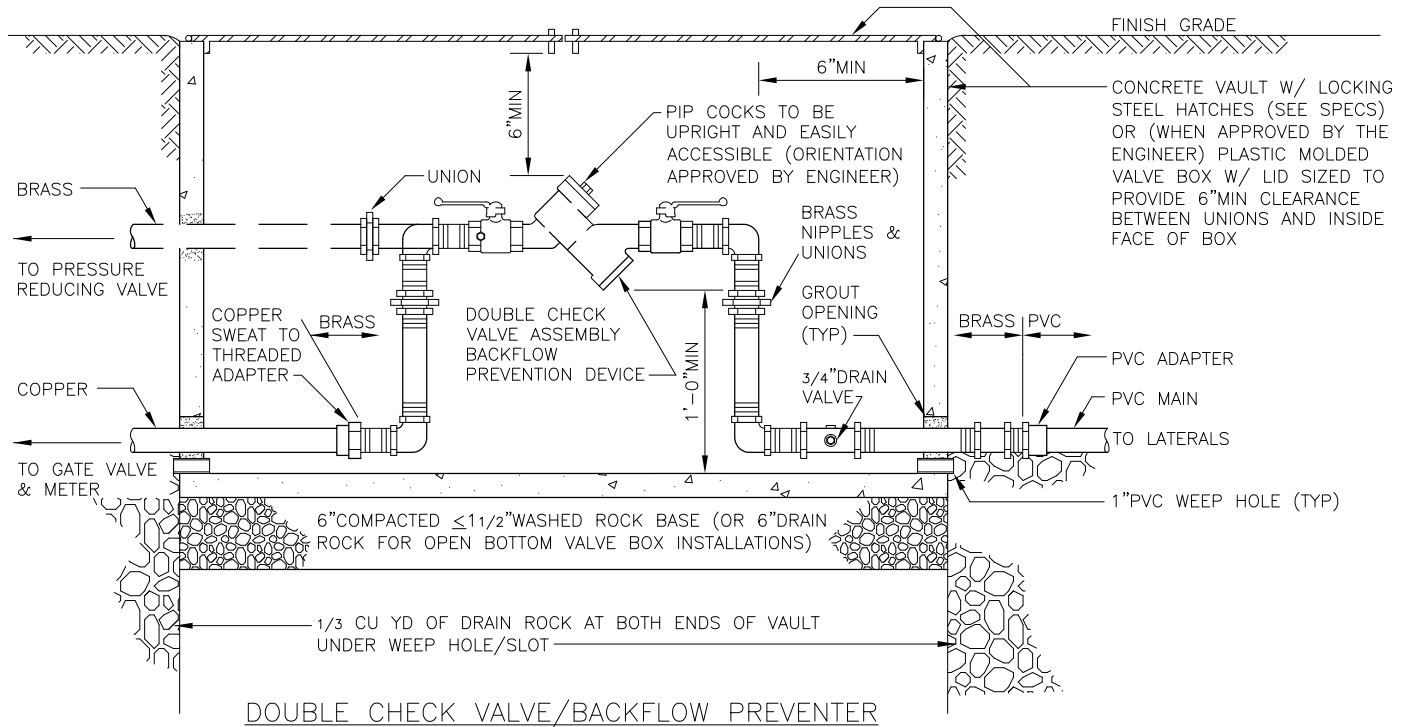 FINISH GRADE
6"MIN
6"MIN
CONCRETE VAULT W/ LOCKING
STEEL HATCHES (SEE SPECS)
OR (WHEN APPROVED BY THE
ENGINEER) PLASTIC MOLDED
VALVE BOX W/ LID SIZED TO
PROVIDE 6"MIN CLEARANCE
BETWEEN UNIONS AND INSIDE
FACE OF BOX
PIP COCKS TO BE
UPRIGHT AND EASILY
ACCESSIBLE (ORIENTATION
APPROVED BY ENGINEER)
BRASS
UNION
BRASS
NIPPLES &
UNIONS
TO PRESSURE
REDUCING VALVE
COPPER
SWEAT TO
THREADED
ADAPTER
BRASS
DOUBLE CHECK
VALVE ASSEMBLY
BACKFLOW
PREVENTION DEVICE
1'-0"MIN
GROUT
OPENING
(TYP)
BRASS
PVC
PVC ADAPTER
3/4"DRAIN
VALVE
COPPER
PVC MAIN
TO LATERALS
TO GATE VALVE
& METER
1"PVC WEEP HOLE (TYP)
6"COMPACTED ≤1 1/2"WASHED ROCK BASE (OR 6"DRAIN
ROCK FOR OPEN BOTTOM VALVE BOX INSTALLATIONS)
1/3 CU YD OF DRAIN ROCK AT BOTH ENDS OF VAULT
UNDER WEEP HOLE/SLOT
DOUBLE CHECK VALVE/BACKFLOW PREVENTER